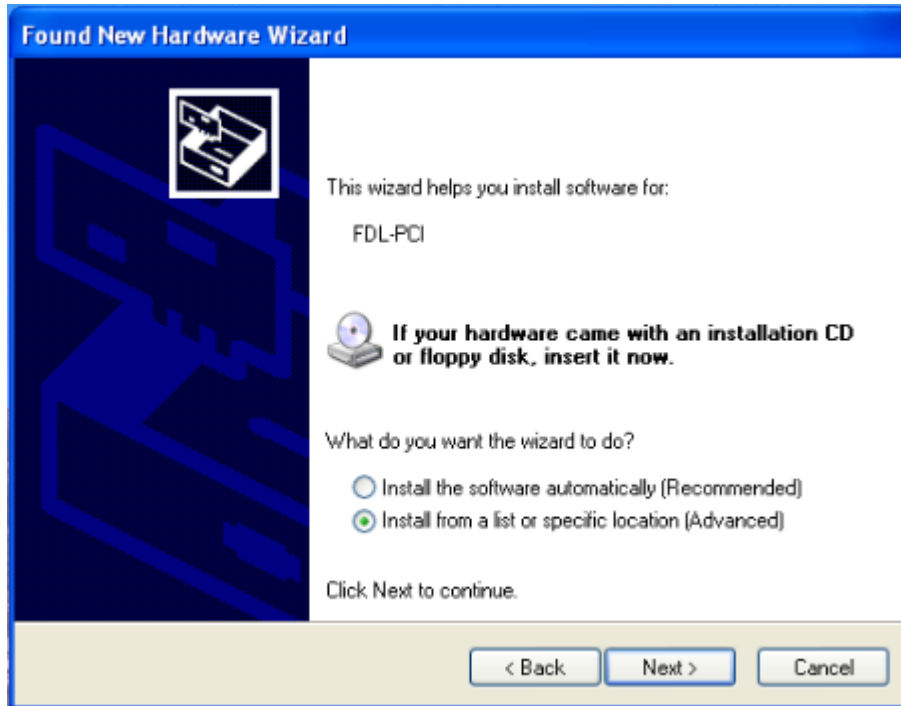 Found New Hardware Wizard
This wizard helps you install software for:
FDL-PCI
If your hardware came with an installation CD
or floppy disk, insert it now.
What do you want the wizard to do?
Install the software automatically (Recommended)
Install from a list or specific location (Advanced)
Click Next to continue.
< Back Next > Cancel